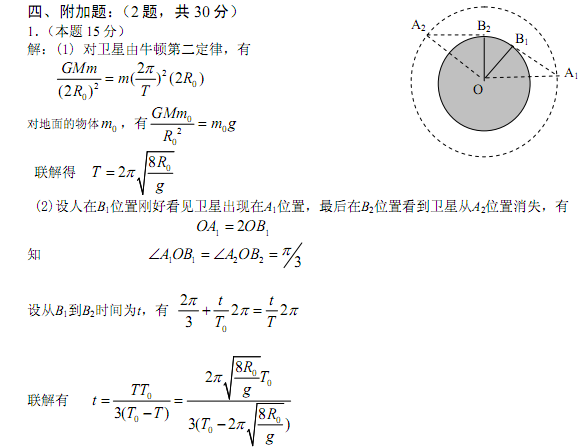 四、附加题：（2题，共30分）
1．（本题15分）
解：(1) 对卫星由牛顿第二定律，有
GMm/(2R₀)² = m(2π/T)²(2R₀)
对地面的物体m₀，有 GMm₀/R₀² = m₀g
联解得 T = 2π√(8R₀/g)
(2)设人在B₁位置刚好看见卫星出现在A₁位置，最后在B₂位置看到卫星从A₂位置消失，有
OA₁ = 2OB₁
知 ∠A₁OB₁ = ∠A₂OB₂ = π/3
设从B₁到B₂时间为t，有 2π/3 + t/T₀ 2π = t/T 2π
联解有 t = TT₀/3(T₀ − T) = 2π√(8R₀/g)T₀/3(T₀ − 2π√(8R₀/g))
A₂
B₂
B₁
A₁
O